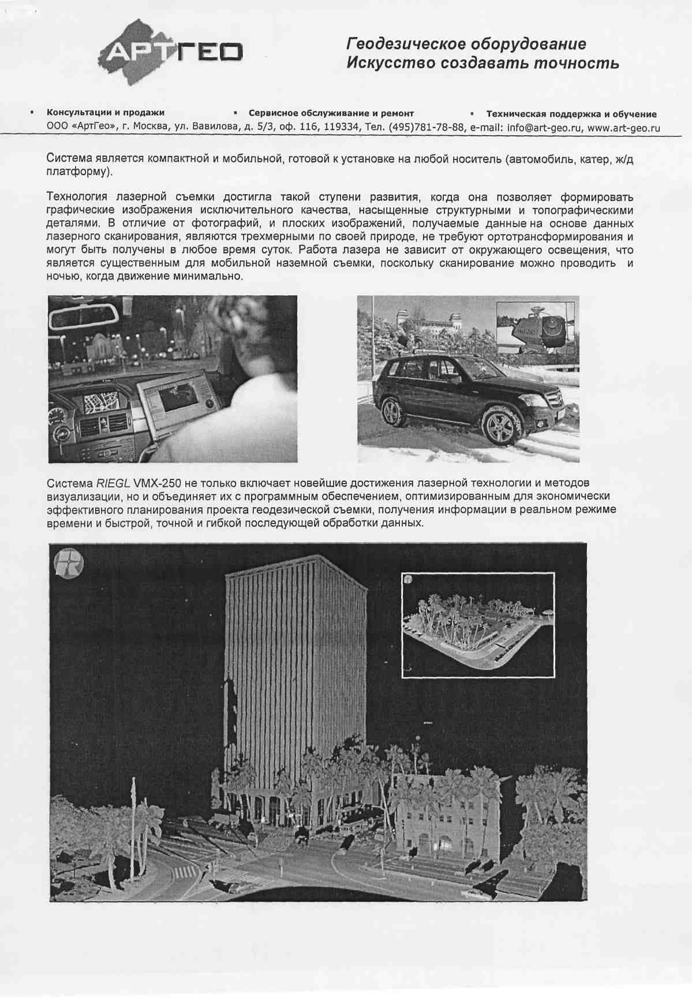 АРТГЕО
Геодезическое оборудование
Искусство создавать точность
▪ Консультации и продажи ▪ Сервисное обслуживание и ремонт ▪ Техническая поддержка и обучение
ООО «АртГео», г. Москва, ул. Вавилова, д. 5/3, оф. 116, 119334, Тел. (495)781-78-88, e-mail: info@art-geo.ru, www.art-geo.ru
Система является компактной и мобильной, готовой к установке на любой носитель (автомобиль, катер, ж/д
платформу).
Технология лазерной съемки достигла такой ступени развития, когда она позволяет формировать
графические изображения исключительного качества, насыщенные структурными и топографическими
деталями. В отличие от фотографий, и плоских изображений, получаемые данные на основе данных
лазерного сканирования, являются трехмерными по своей природе, не требуют ортотрансформирования и
могут быть получены в любое время суток. Работа лазера не зависит от окружающего освещения, что
является существенным для мобильной наземной съемки, поскольку сканирование можно проводить и
ночью, когда движение минимально.
Система RIEGL VMX-250 не только включает новейшие достижения лазерной технологии и методов
визуализации, но и объединяет их с программным обеспечением, оптимизированным для экономически
эффективного планирования проекта геодезической съемки, получения информации в реальном режиме
времени и быстрой, точной и гибкой последующей обработки данных.